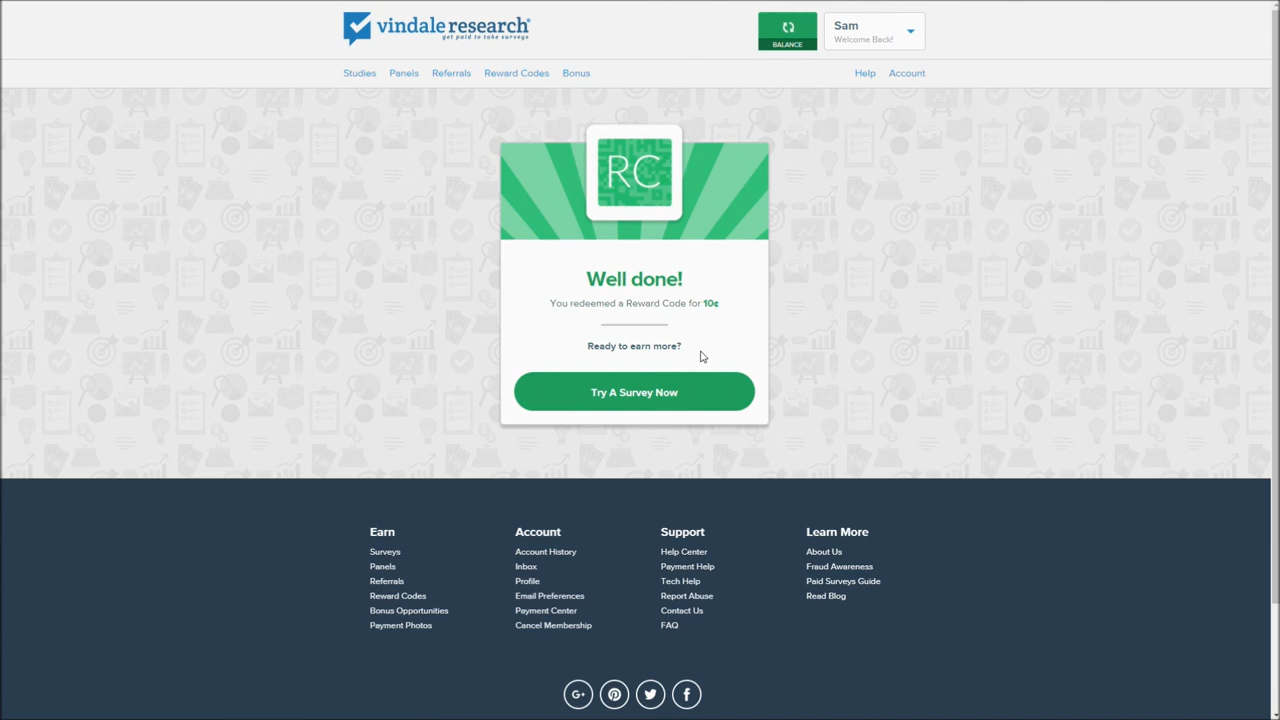 vindaleresearch®
get paid to take surveys
BALANCE
Sam
Welcome Back!
Studies Panels Referrals Reward Codes Bonus Help Account
RC
Well done!
You redeemed a Reward Code for 10¢
Ready to earn more?
Try A Survey Now
Earn
Surveys
Panels
Referrals
Reward Codes
Bonus Opportunities
Payment Photos
Account
Account History
Inbox
Profile
Email Preferences
Payment Center
Cancel Membership
Support
Help Center
Payment Help
Tech Help
Report Abuse
Contact Us
FAQ
Learn More
About Us
Fraud Awareness
Paid Surveys Guide
Read Blog
G+